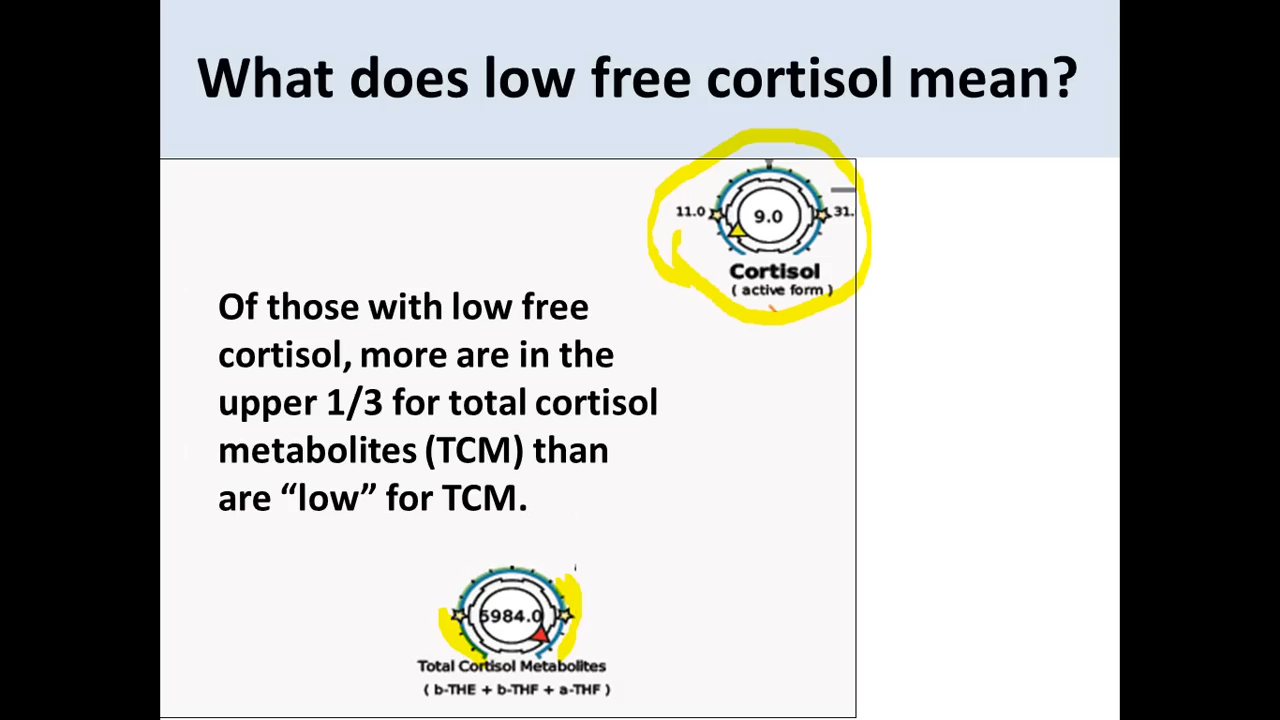 What does low free cortisol mean?
11.0 9.0 31.
Cortisol
( active form )
Of those with low free
cortisol, more are in the
upper 1/3 for total cortisol
metabolites (TCM) than
are “low” for TCM.
5984.0
Total Cortisol Metabolites
( b-THE + b-THF + a-THF )